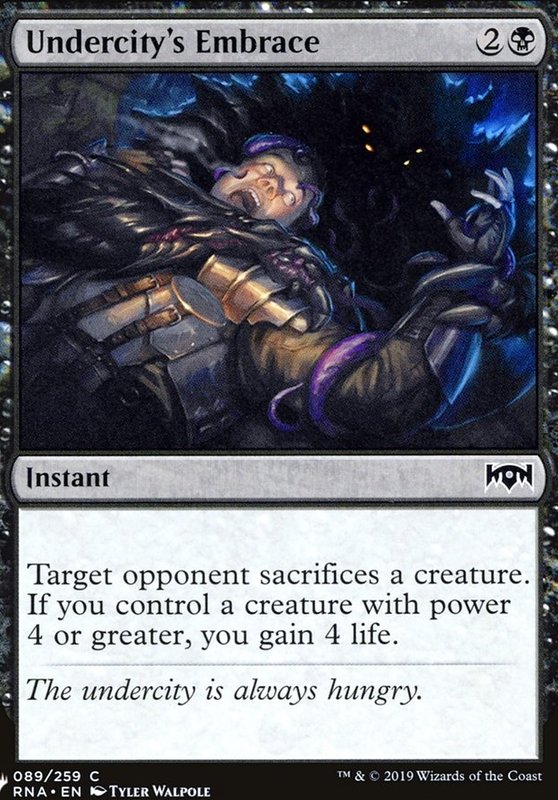 Undercity's Embrace 2
Instant
Target opponent sacrifices a creature.
If you control a creature with power
4 or greater, you gain 4 life.
The undercity is always hungry.
089/259 C
RNA • EN Tyler Walpole
™ & © 2019 Wizards of the Coast